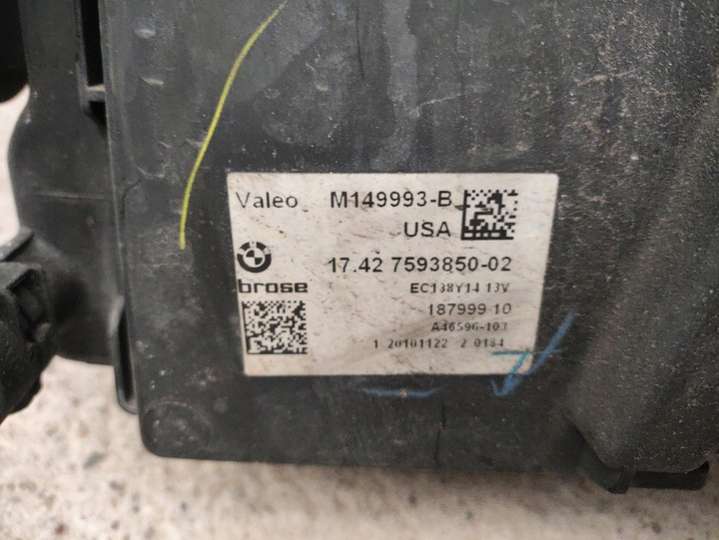 Valeo M149993-B
USA
17.42 7593850-02
brose EC138Y14 13V
187999 10
A46596-103
1 20101122 2 0184